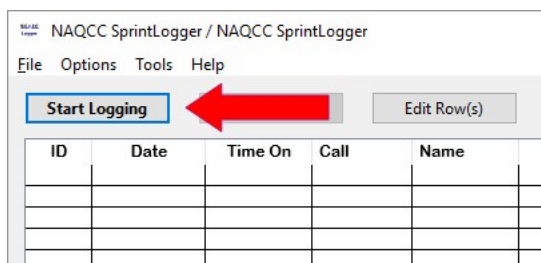 NAQCC SprintLogger / NAQCC SprintLogger
File Options Tools Help
Start Logging Edit Row(s)
ID Date Time On Call Name